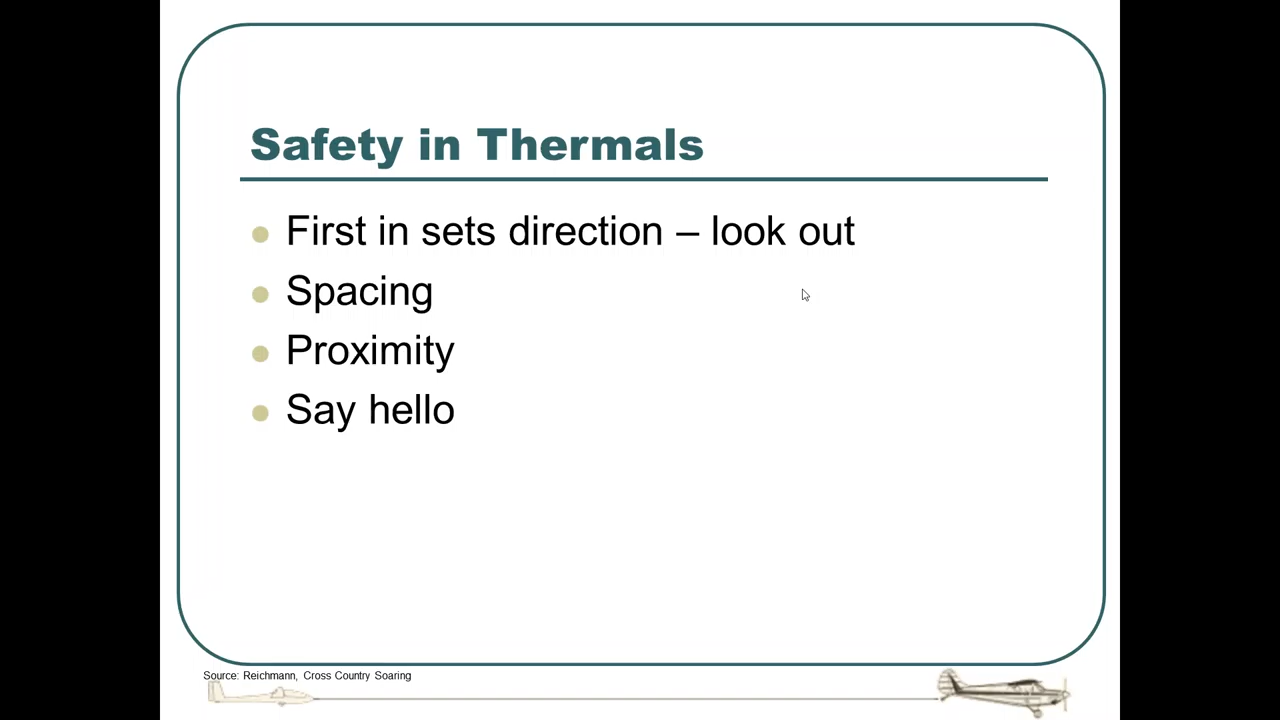 Safety in Thermals
First in sets direction – look out
Spacing
Proximity
Say hello
Source: Reichmann, Cross Country Soaring